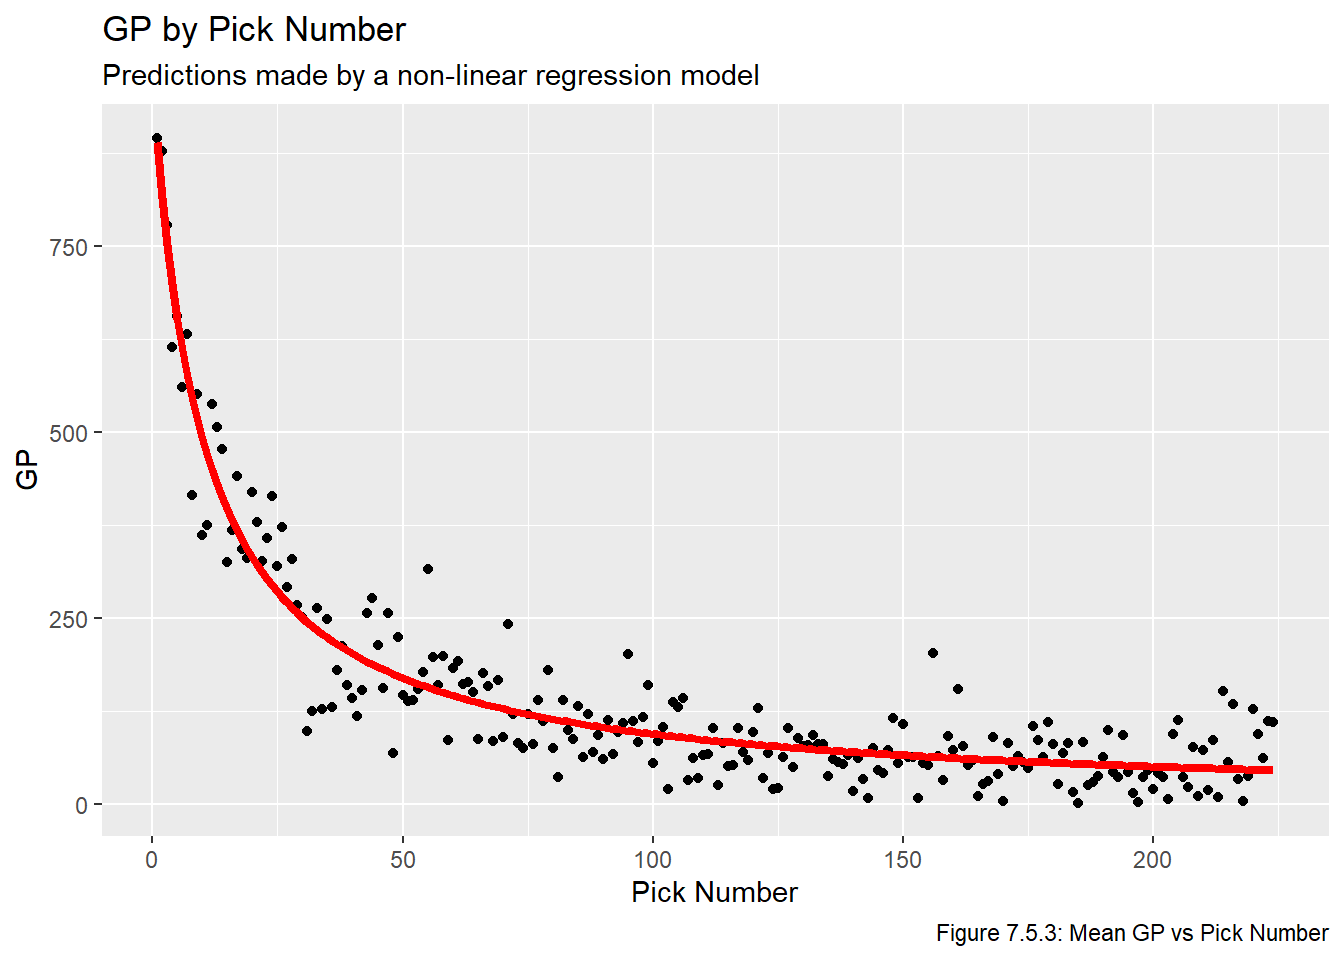 GP by Pick Number
Predictions made by a non-linear regression model
750
500
250
0
GP
0 50 100 150 200
Pick Number
Figure 7.5.3: Mean GP vs Pick Number